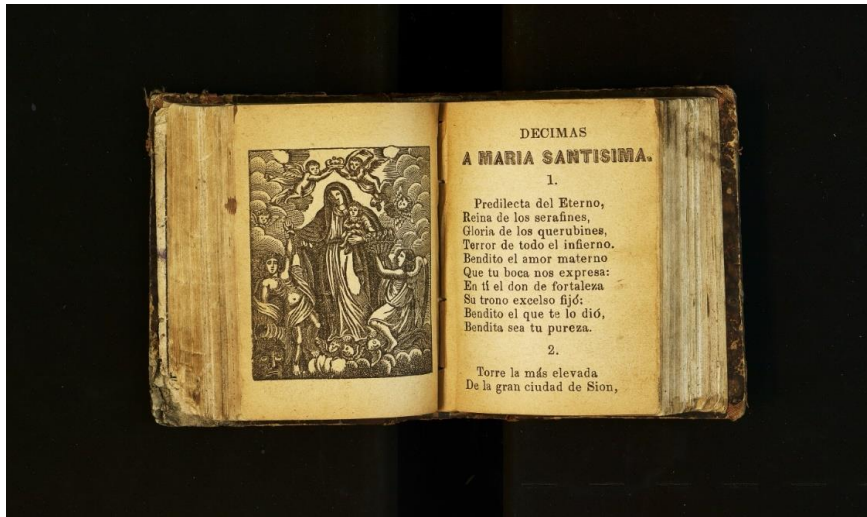 DECIMAS
A MARIA SANTISIMA.
1.
Predilecta del Eterno,
Reina de los serafines,
Gloria de los querubines,
Terror de todo el infierno.
Bendito el amor materno
Que tu boca nos expresa:
En tí el don de fortaleza
Su trono excelso fijó:
Bendito el que te lo dió,
Bendita sea tu pureza.
2.
Torre la más elevada
De la gran ciudad de Sion,